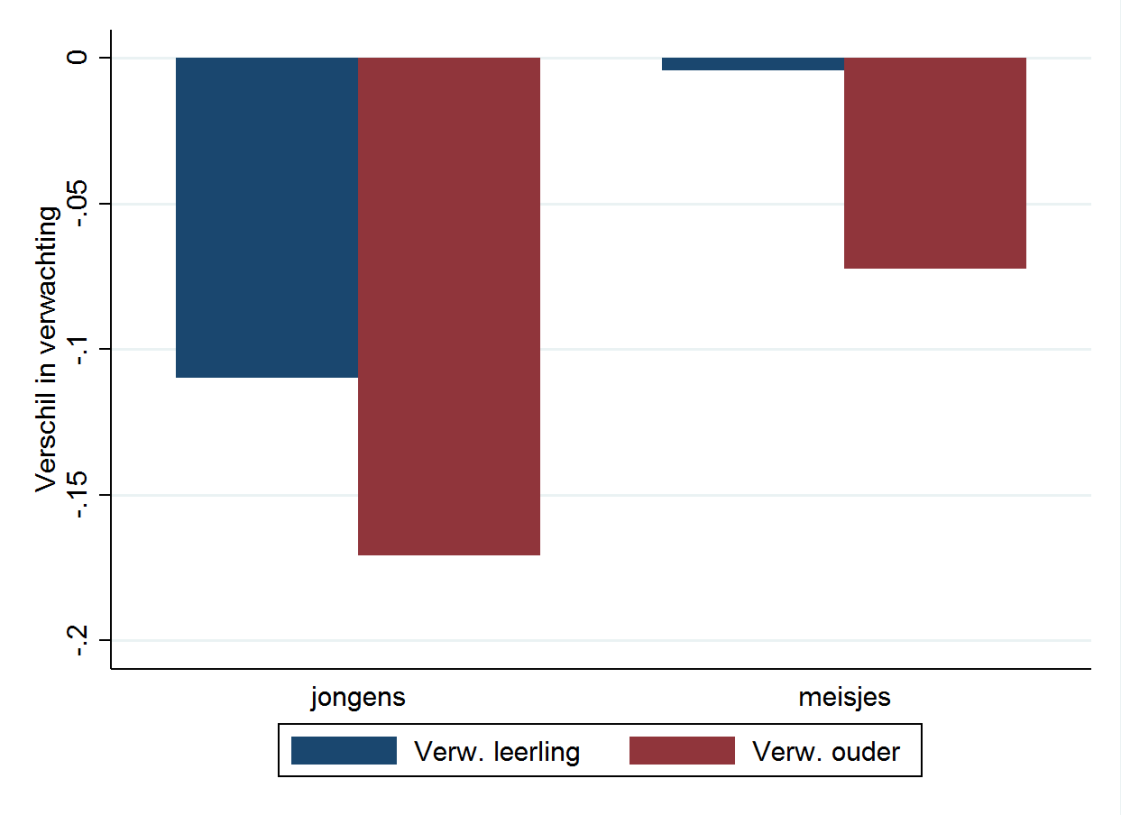 Verschil in verwachting
0
-.05
-.1
-.15
-.2
jongens
meisjes
Verw. leerling
Verw. ouder